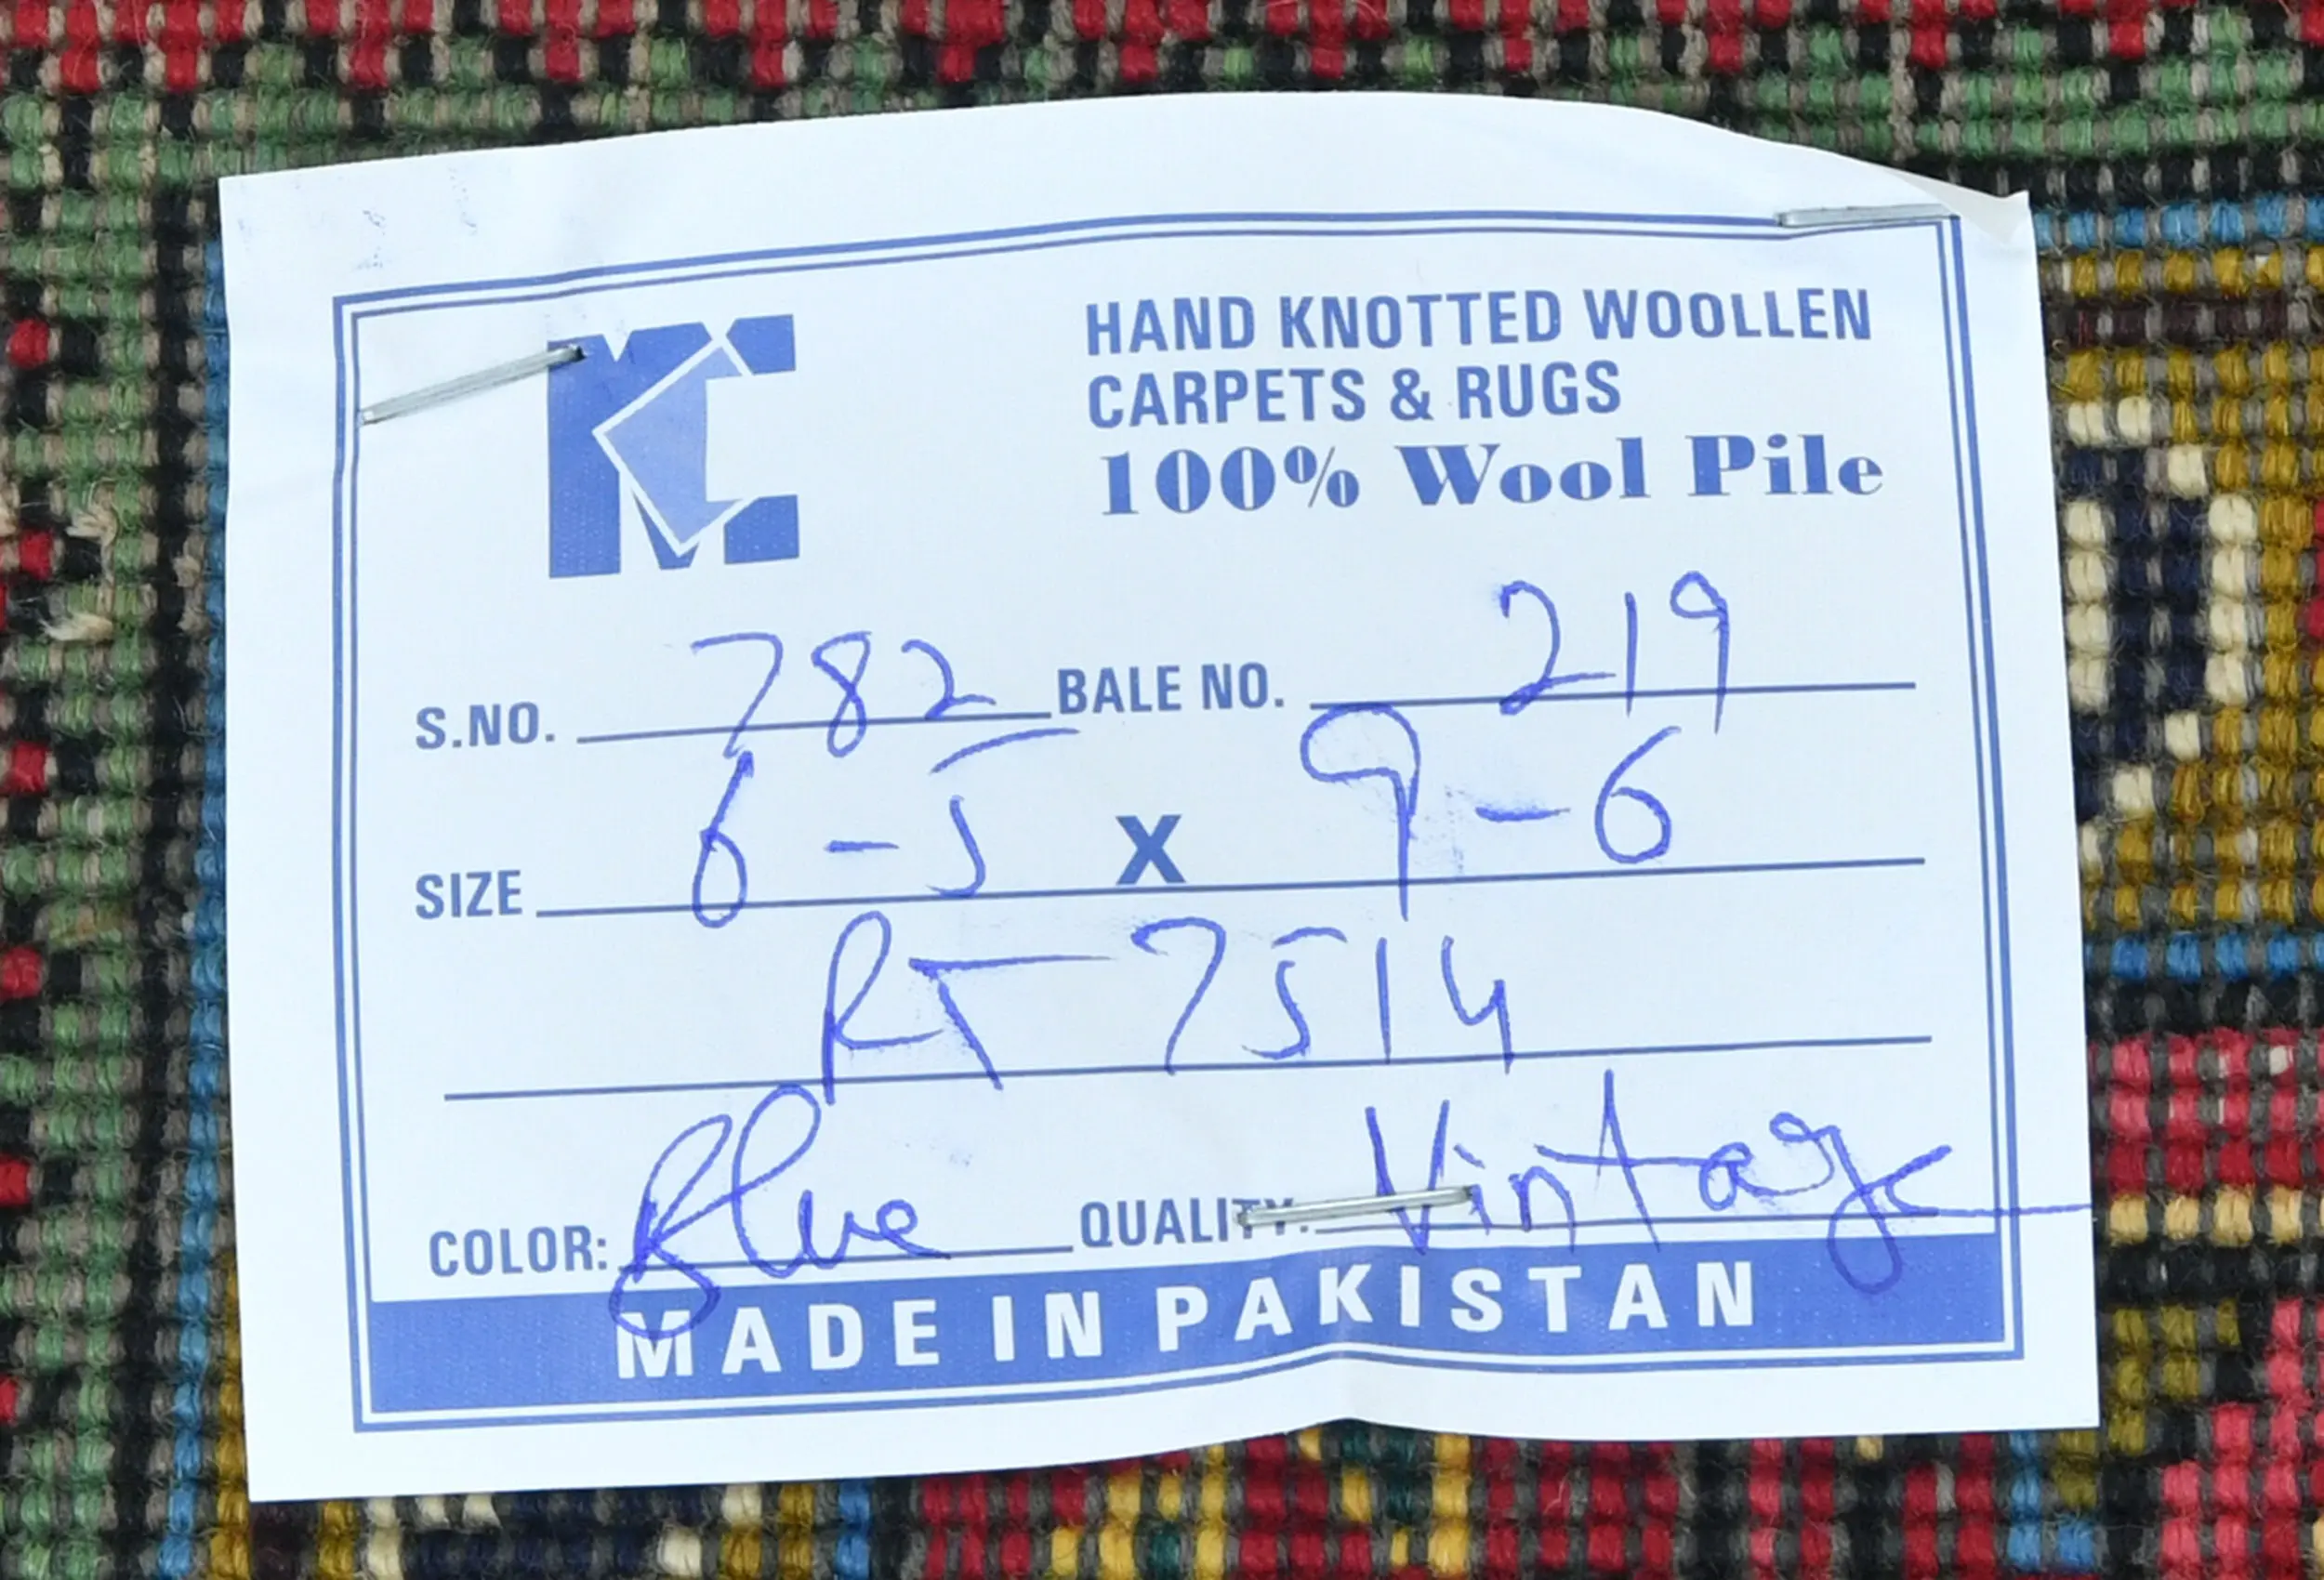 KC
HAND KNOTTED WOOLLEN
CARPETS & RUGS
100% Wool Pile
S.NO. 782 BALE NO. 219
SIZE 6-5 X 9-6
RT 7514
COLOR: Blue QUALITY: Vintage
MADE IN PAKISTAN